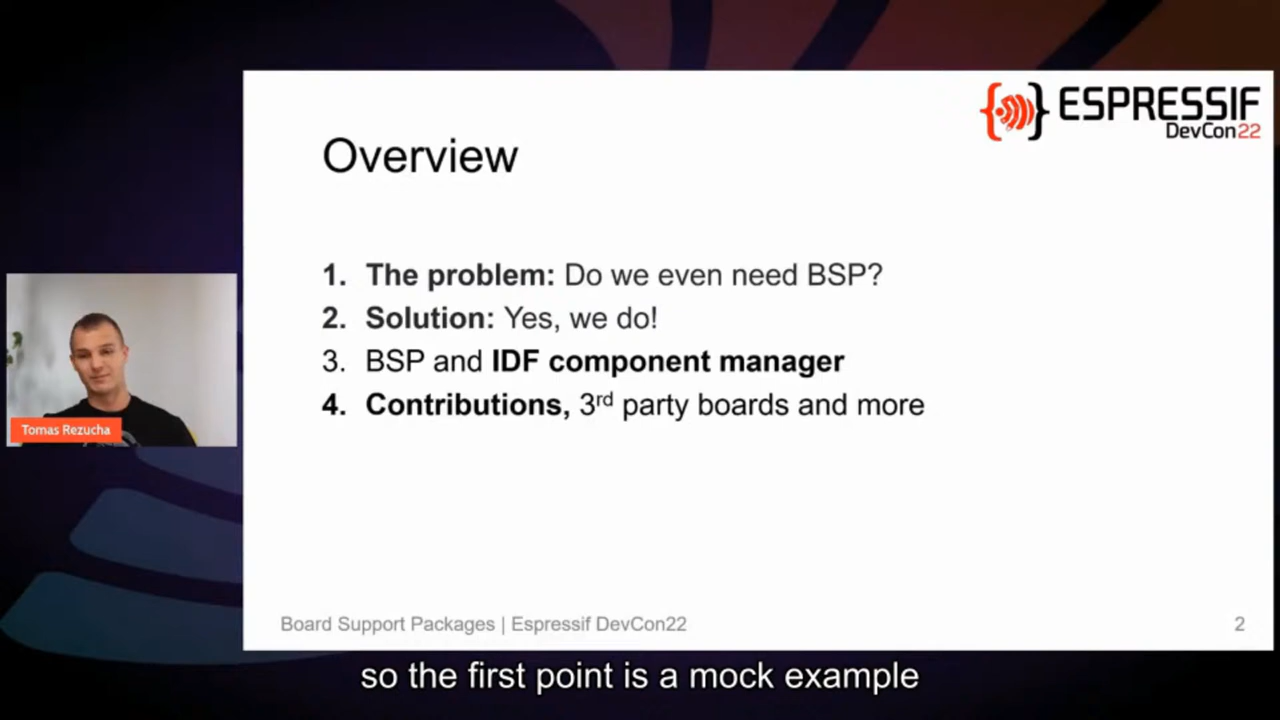 ESPRESSIF
DevCon22
Overview
1. The problem: Do we even need BSP?
2. Solution: Yes, we do!
3. BSP and IDF component manager
4. Contributions, 3rd party boards and more
Tomas Rezucha
Board Support Packages | Espressif DevCon22
2
so the first point is a mock example